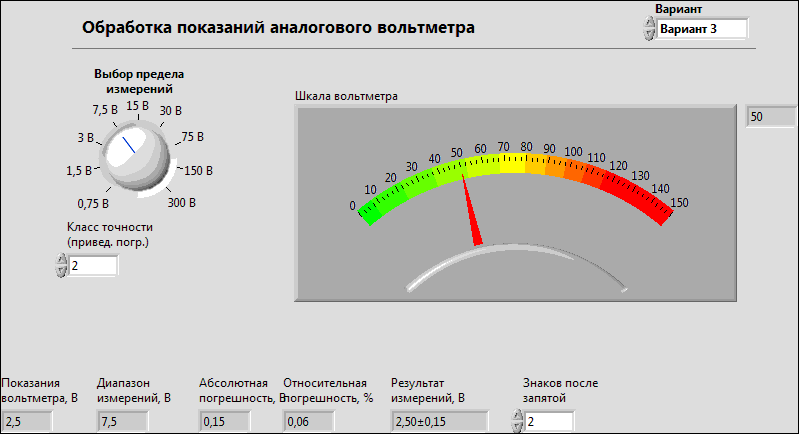 Обработка показаний аналогового вольтметра
Вариант
Вариант 3
Выбор предела
измерений
15 В
7,5 В
30 В
3 В
75 В
1,5 В
150 В
0,75 В
300 В
Класс точности
(привед. погр.)
2
Шкала вольтметра
50
0 10 20 30 40 50 60 70 80 90 100 110 120 130 140 150
Показания
вольтметра, В
2,5
Диапазон
измерений, В
7,5
Абсолютная
погрешность, В
0,15
Относительная
погрешность, %
0,06
Результат
измерений, В
2,50±0,15
Знаков после
запятой
2